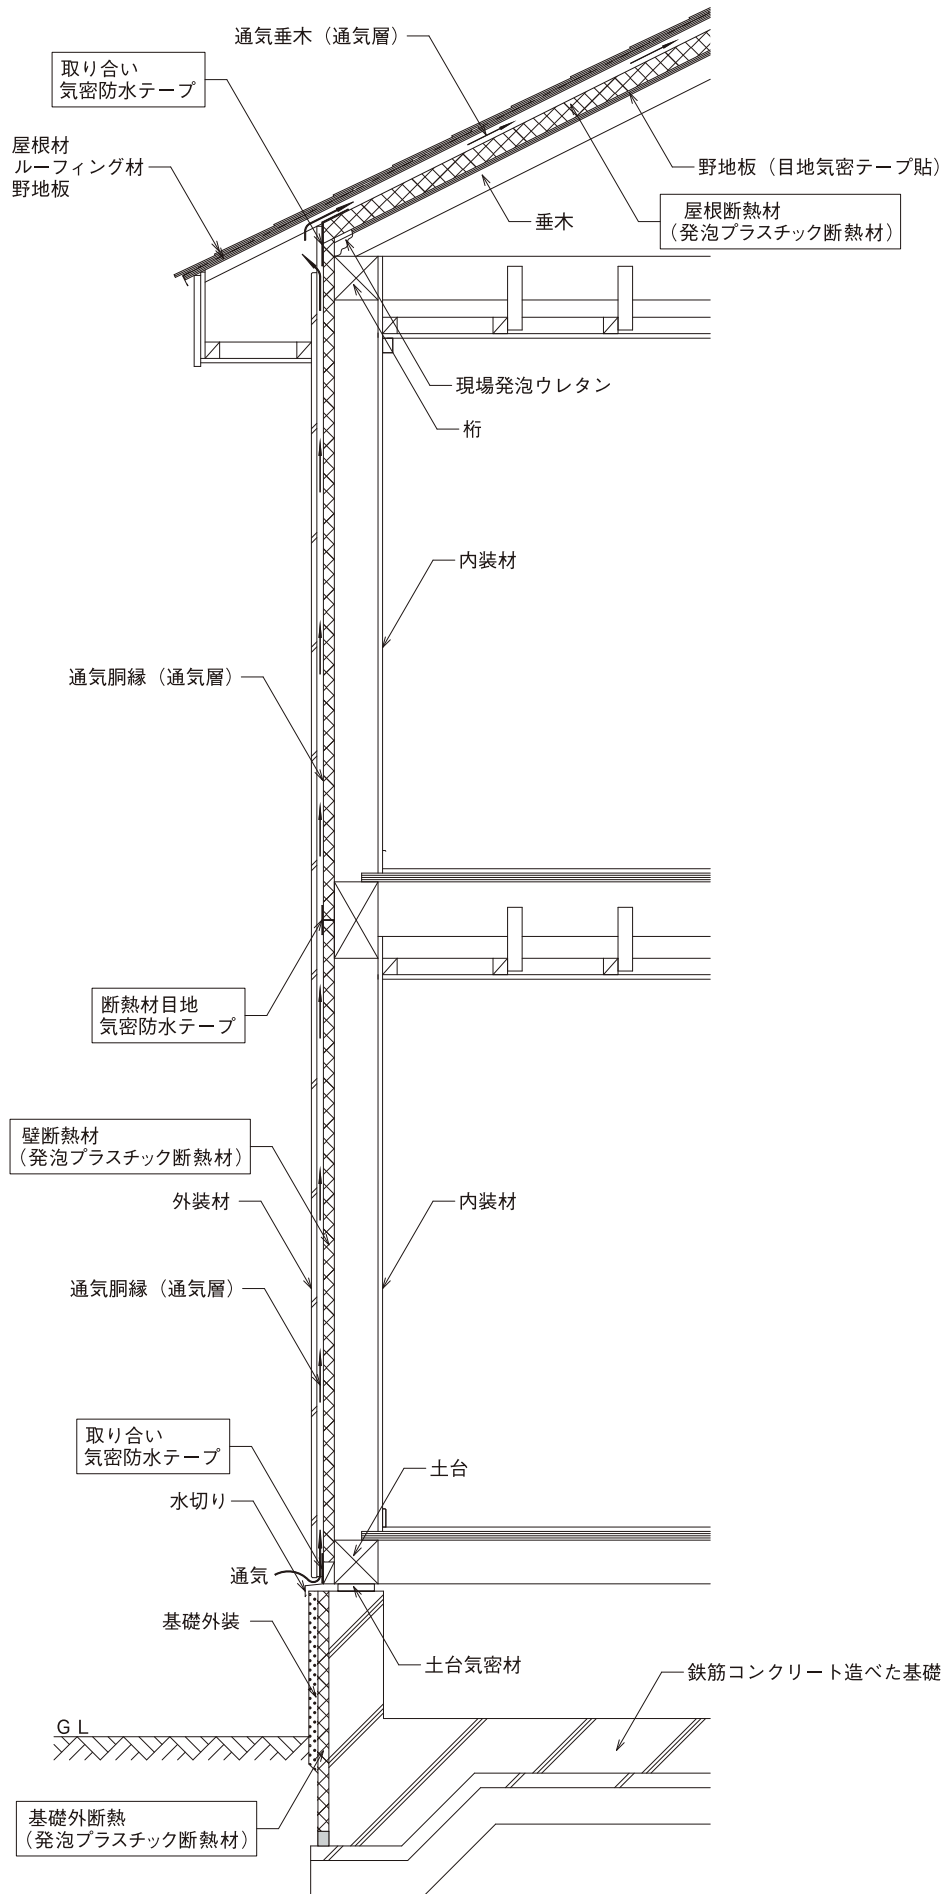 通気垂木（通気層）
取り合い
気密防水テープ
屋根材
ルーフィング材
野地板
野地板（目地気密テープ貼）
垂木
屋根断熱材
（発泡プラスチック断熱材）
現場発泡ウレタン
桁
内装材
通気胴縁（通気層）
断熱材目地
気密防水テープ
壁断熱材
（発泡プラスチック断熱材）
外装材
内装材
通気胴縁（通気層）
取り合い
気密防水テープ
土台
水切り
通気
基礎外装
土台気密材
鉄筋コンクリート造べた基礎
GL
基礎外断熱
（発泡プラスチック断熱材）